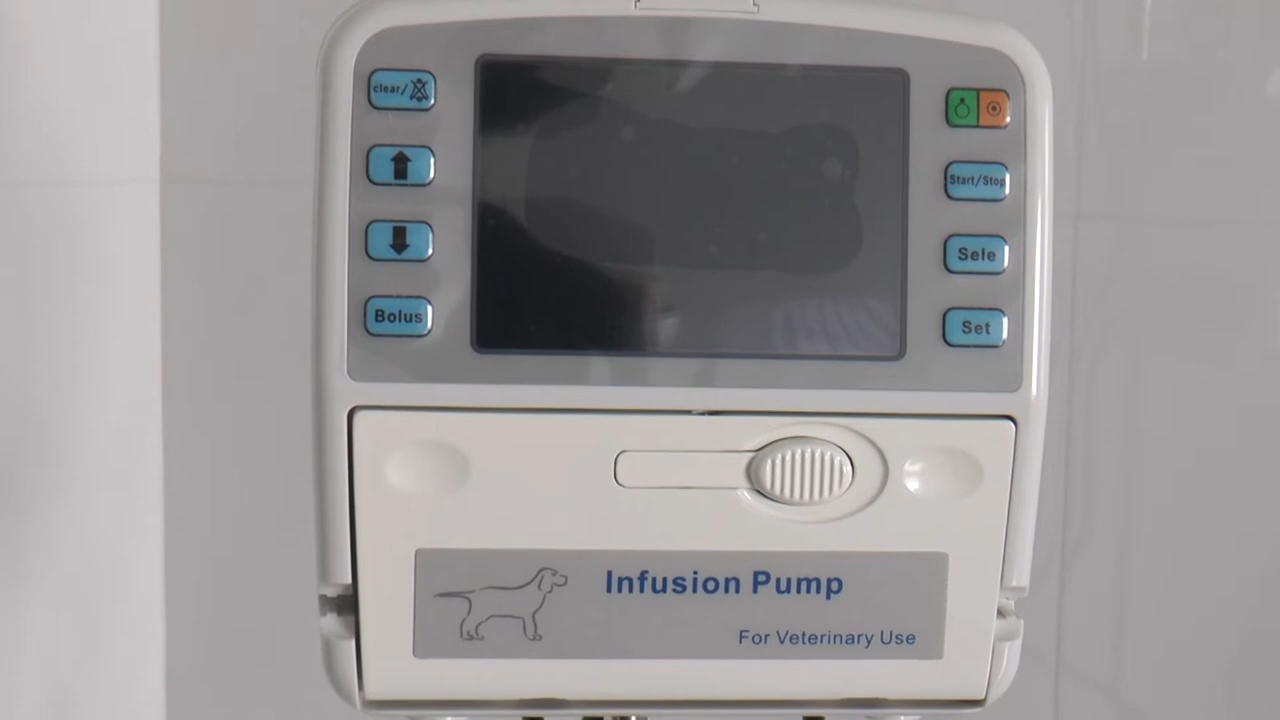 clear/
Bolus
Start/Stop
Sele
Set
Infusion Pump
For Veterinary Use